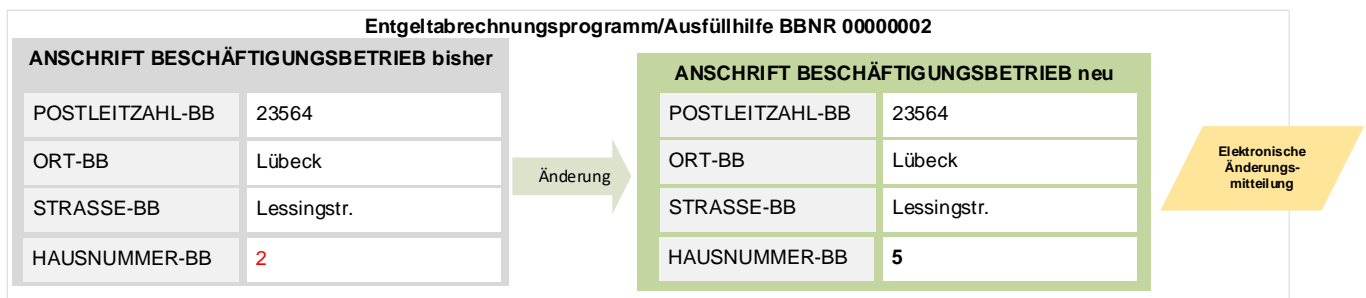 Entgeltabrechnungsprogramm/Ausfüllhilfe BBNR 00000002
ANSCHRIFT BESCHÄFTIGUNGSBETRIEB bisher
POSTLEITZAHL-BB 23564
ORT-BB Lübeck
STRASSE-BB Lessingstr.
HAUSNUMMER-BB 2
Änderung
ANSCHRIFT BESCHÄFTIGUNGSBETRIEB neu
POSTLEITZAHL-BB 23564
ORT-BB Lübeck
STRASSE-BB Lessingstr.
HAUSNUMMER-BB 5
Elektronische
Änderungs-
mitteilung